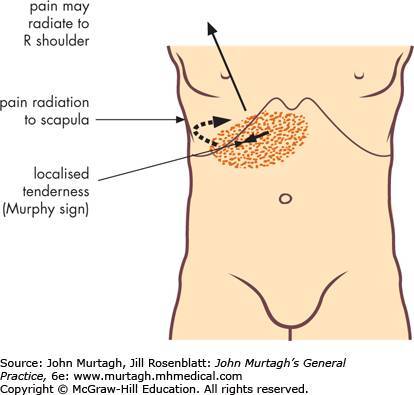 pain may
radiate to
R shoulder
pain radiation
to scapula
localised
tenderness
(Murphy sign)
Source: John Murtagh, Jill Rosenblatt: John Murtagh's General
Practice, 6e: www.murtagh.mhmedical.com
Copyright © McGraw-Hill Education. All rights reserved.